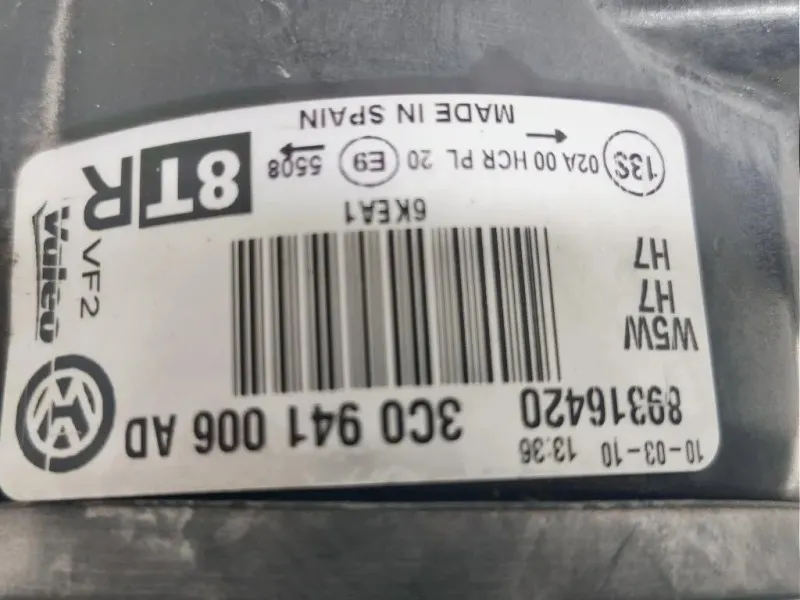 10-03-10 13:36
89316420 3C0 941 006 AD
W5W
H7
H7
6KEA1
VF2
Valeo
13S 02A 00 HCR PL 20 E9 5508
8TR
MADE IN SPAIN